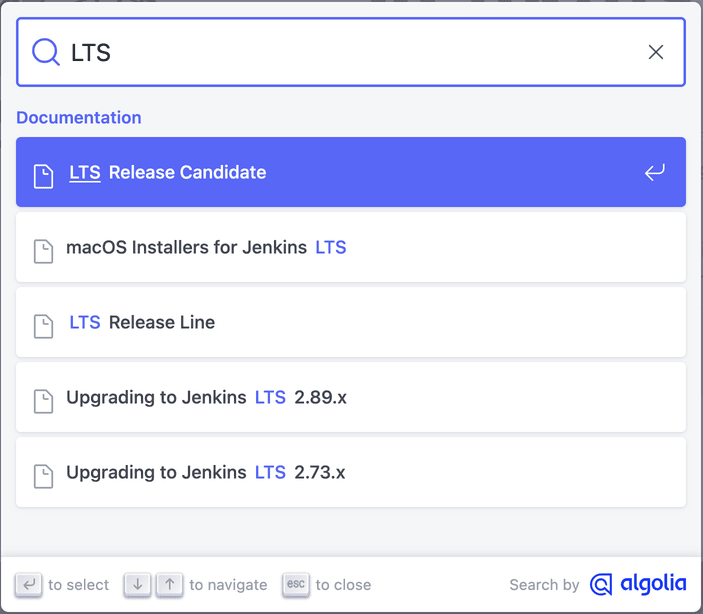 LTS
Documentation
LTS Release Candidate
macOS Installers for Jenkins LTS
LTS Release Line
Upgrading to Jenkins LTS 2.89.x
Upgrading to Jenkins LTS 2.73.x
to select to navigate esc to close Search by algolia